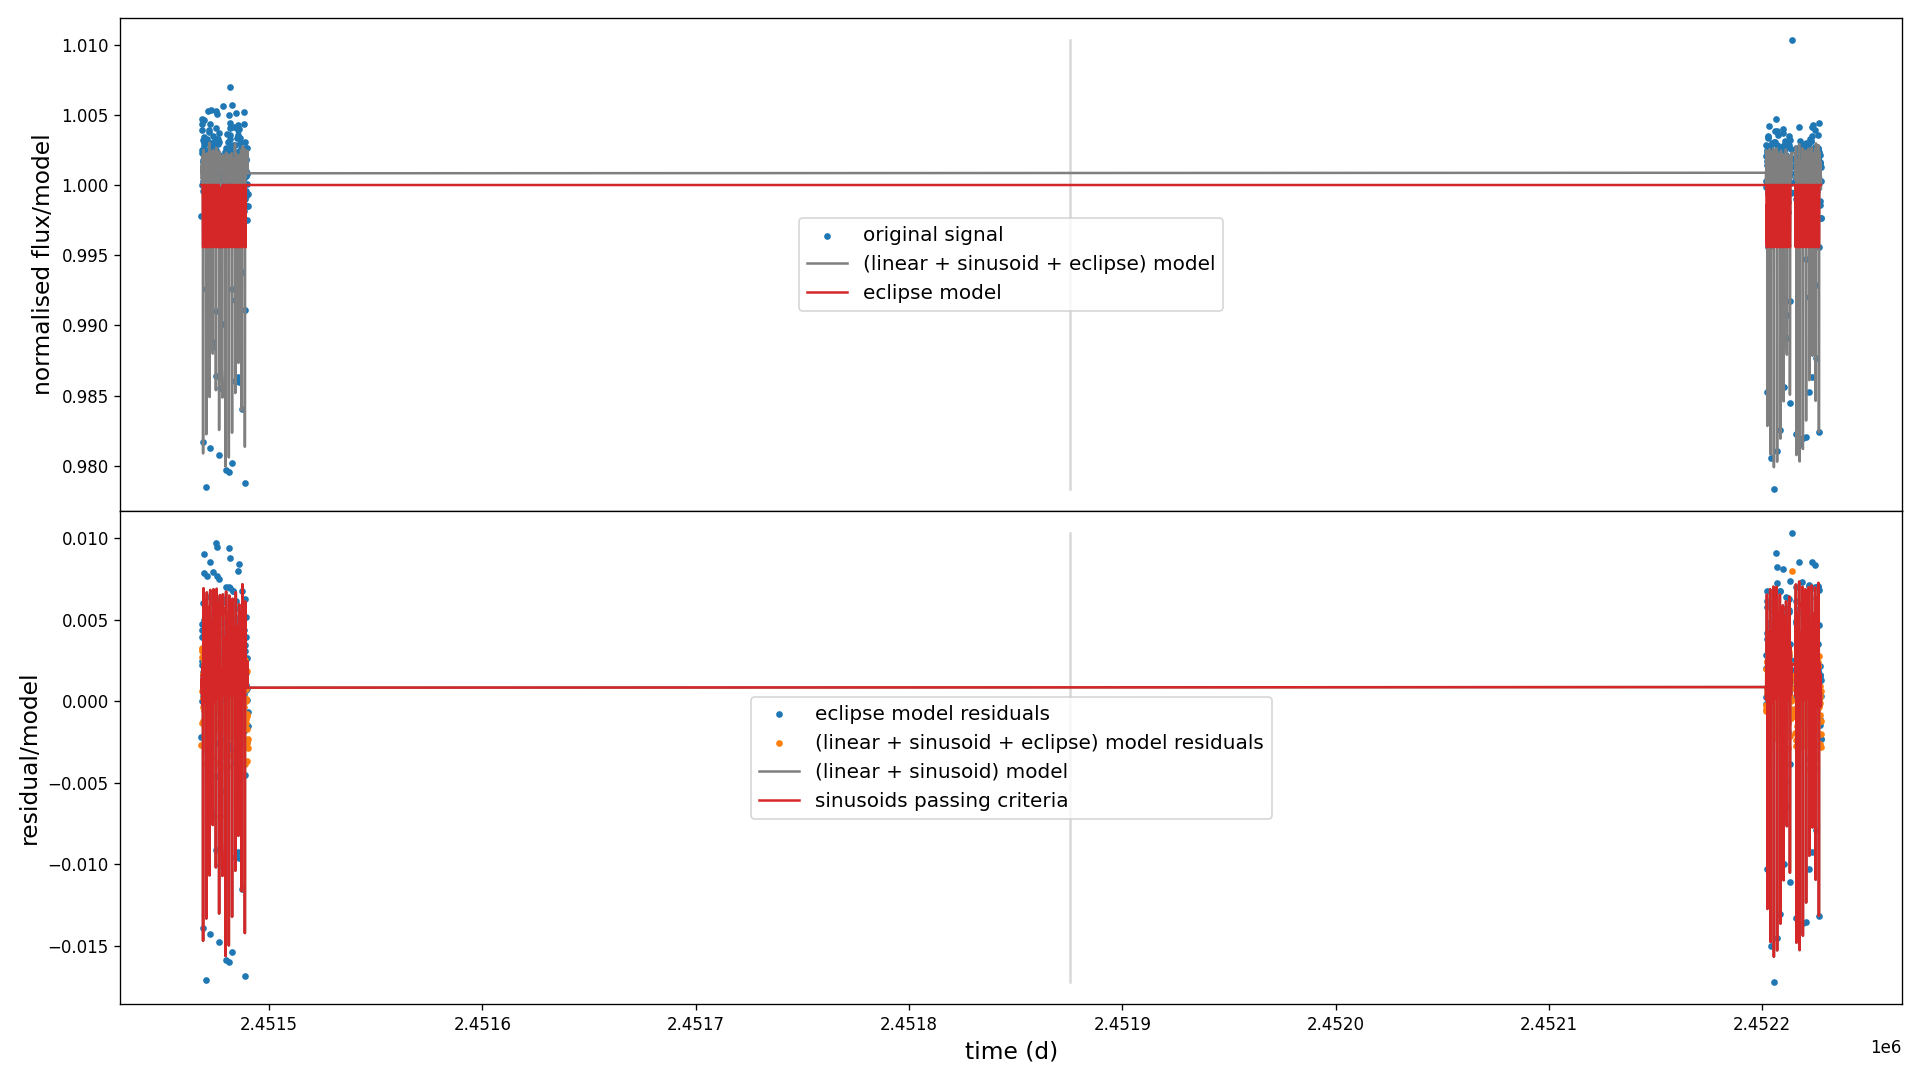 1.010
1.005
1.000
0.995
0.990
0.985
0.980
normalised flux/model
original signal
(linear + sinusoid + eclipse) model
eclipse model
0.010
0.005
0.000
−0.005
−0.010
−0.015
residual/model
eclipse model residuals
(linear + sinusoid + eclipse) model residuals
(linear + sinusoid) model
sinusoids passing criteria
2.4515 2.4516 2.4517 2.4518 2.4519 2.4520 2.4521 2.4522
1e6
time (d)